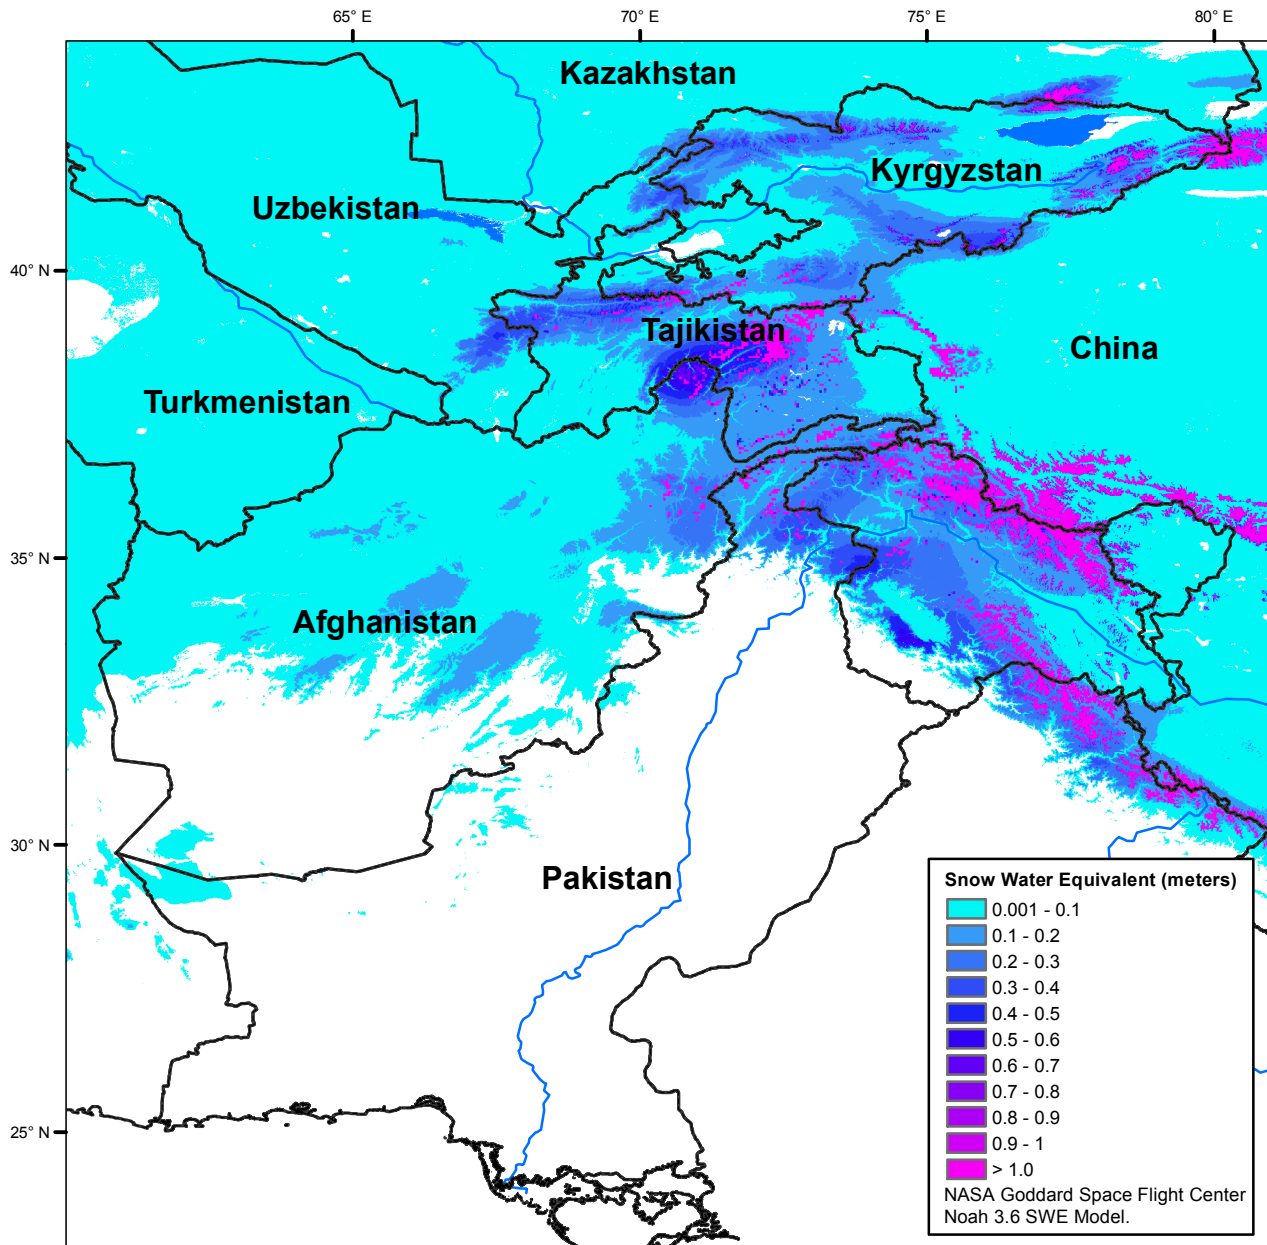 65° E
70° E
75° E
80° E
Kazakhstan
Kyrgyzstan
Uzbekistan
40° N
Tajikistan
China
Turkmenistan
35° N
Afghanistan
30° N
Pakistan
25° N
Snow Water Equivalent (meters)
0.001 - 0.1
0.1 - 0.2
0.2 - 0.3
0.3 - 0.4
0.4 - 0.5
0.5 - 0.6
0.6 - 0.7
0.7 - 0.8
0.8 - 0.9
0.9 - 1
> 1.0
NASA Goddard Space Flight Center
Noah 3.6 SWE Model.